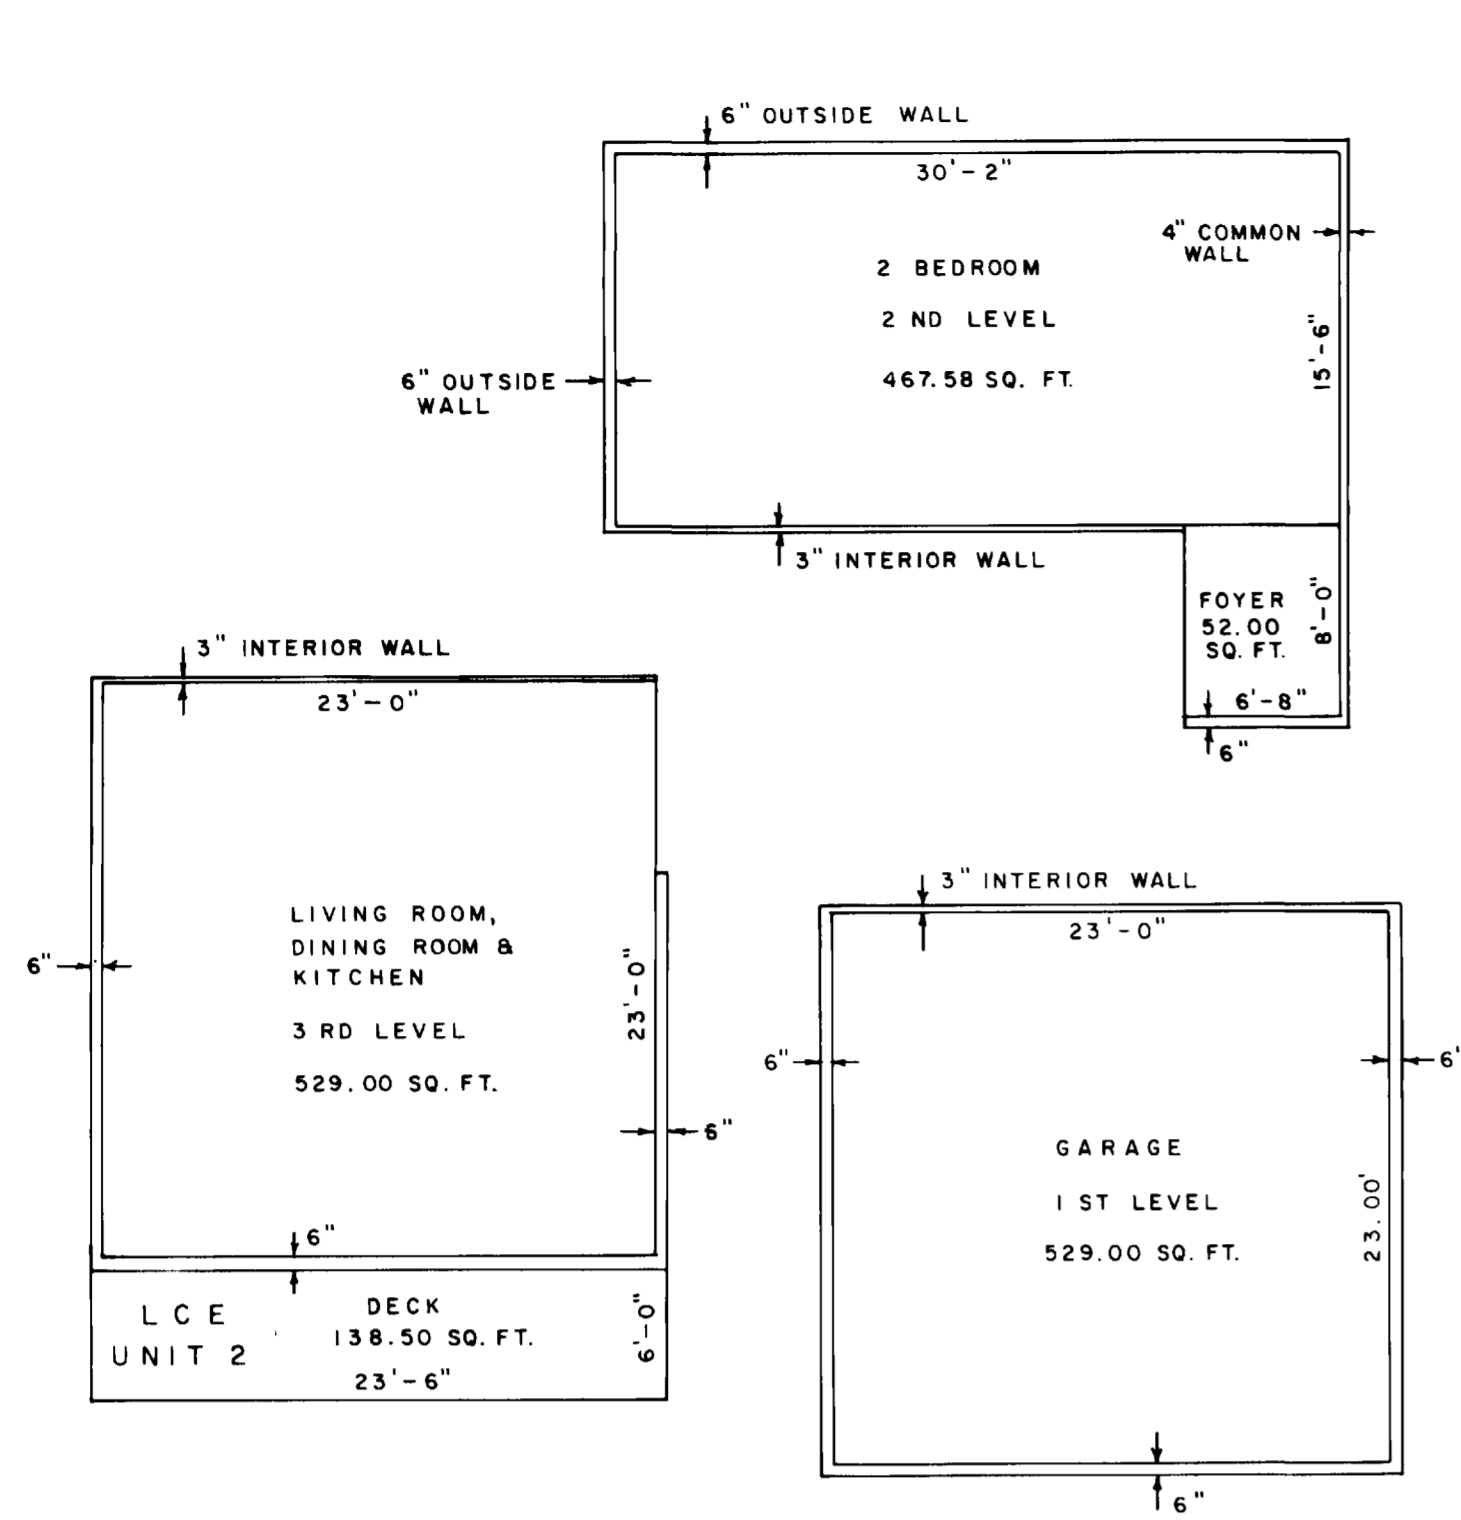 6" OUTSIDE WALL
30'-2"
4" COMMON
WALL
2 BEDROOM
2 ND LEVEL
15'-6"
467.58 SQ. FT.
6" OUTSIDE
WALL
3" INTERIOR WALL
FOYER
52.00
SQ. FT.
8'-0"
6'-8"
6"
3" INTERIOR WALL
23'-0"
LIVING ROOM,
DINING ROOM &
KITCHEN
6"
23'-0"
3 RD LEVEL
529.00 SQ. FT.
6"
6"
LCE
UNIT 2
DECK
138.50 SQ. FT.
23'-6"
6'-0"
3" INTERIOR WALL
23'-0"
6"
6'
GARAGE
1 ST LEVEL
23.00'
529.00 SQ. FT.
6"